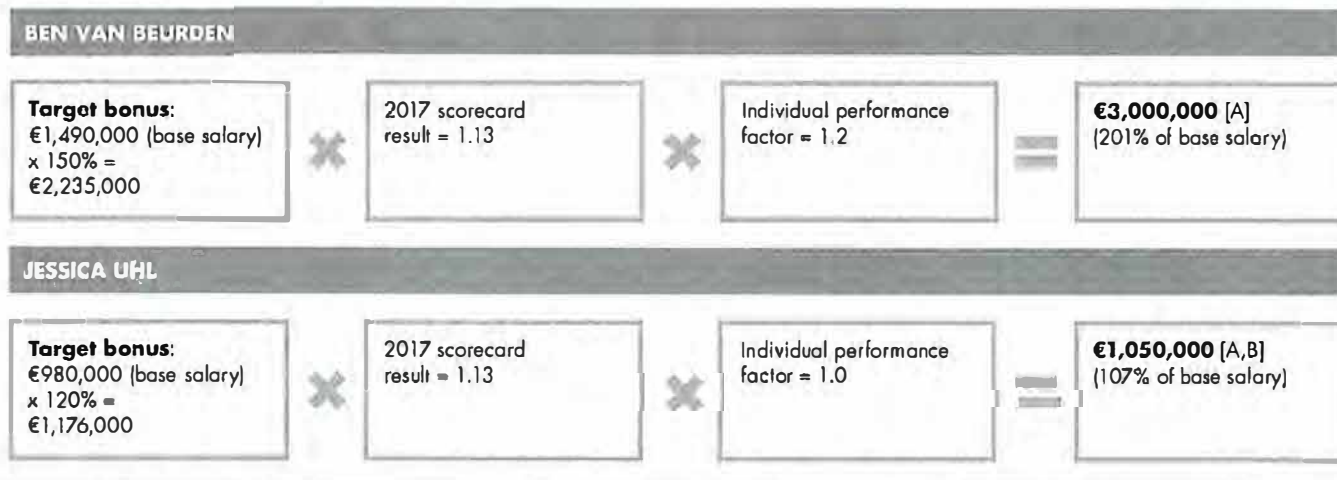 BEN VAN BEURDEN
Target bonus:
€1,490,000 (base salary)
x 150% =
€2,235,000
2017 scorecard
result = 1.13
Individual performance
factor = 1.2
€3,000,000 [A]
(201% of base salary)
JESSICA UHL
Target bonus:
€980,000 (base salary)
x 120% =
€1,176,000
2017 scorecard
result = 1.13
Individual performance
factor = 1.0
€1,050,000 [A,B]
(107% of base salary)